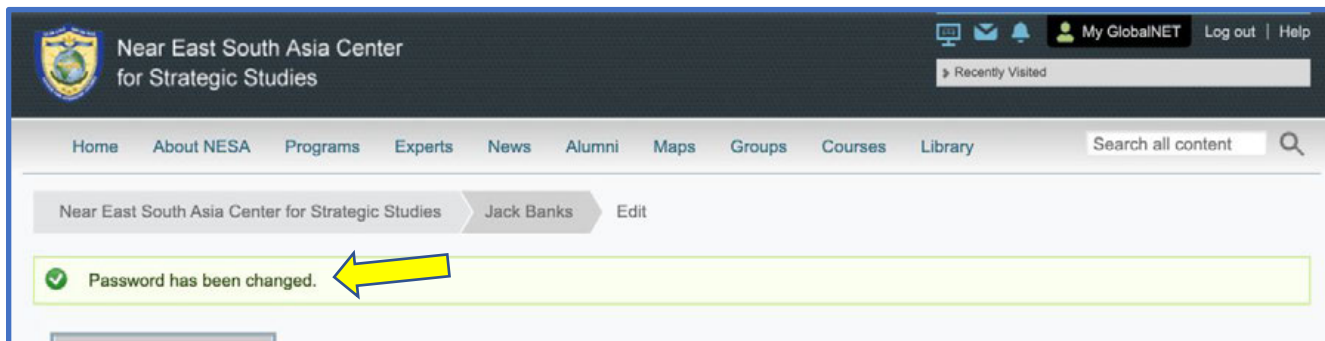 Near East South Asia Center
for Strategic Studies
My GlobalNET Log out | Help
Recently Visited
Home About NESA Programs Experts News Alumni Maps Groups Courses Library Search all content
Near East South Asia Center for Strategic Studies Jack Banks Edit
Password has been changed.